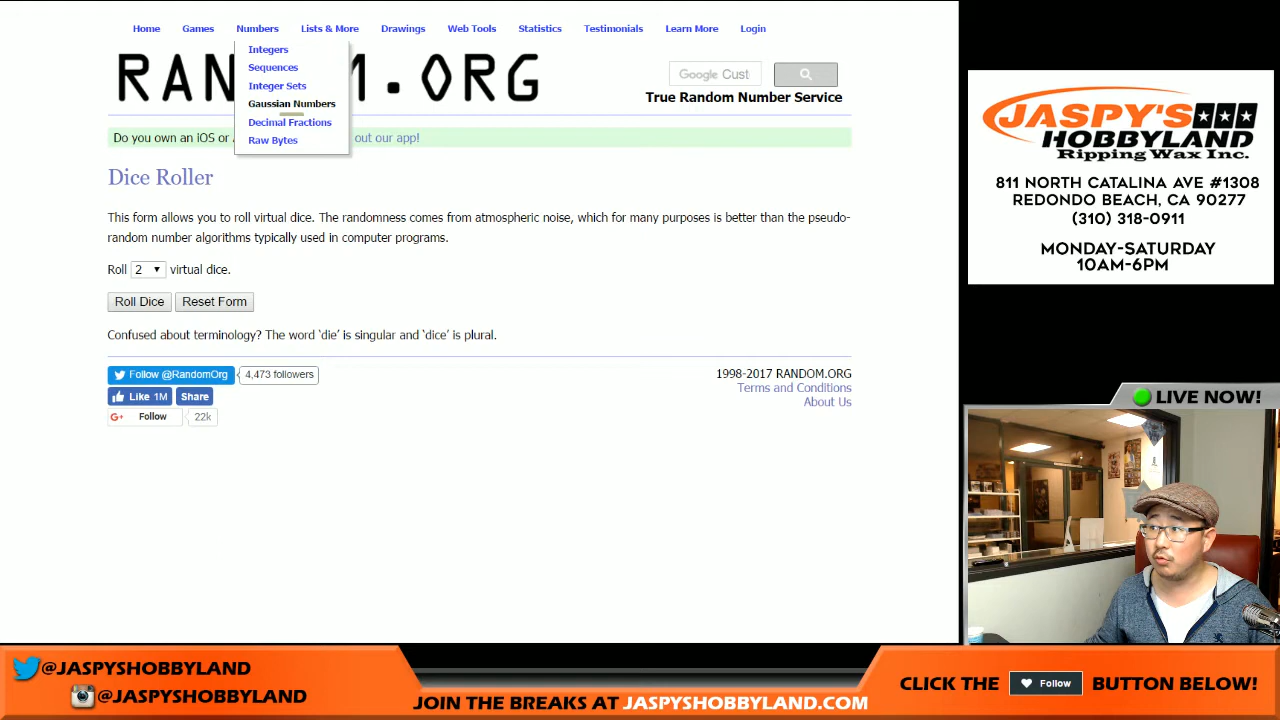 Home Games Numbers Lists & More Drawings Web Tools Statistics Testimonials Learn More Login
Integers
Sequences
Integer Sets
Gaussian Numbers
Decimal Fractions
Raw Bytes
RAN M.ORG
Google Cust
True Random Number Service
Do you own an iOS or out our app!
Dice Roller
This form allows you to roll virtual dice. The randomness comes from atmospheric noise, which for many purposes is better than the pseudo-
random number algorithms typically used in computer programs.
Roll 2 virtual dice.
Roll Dice Reset Form
Confused about terminology? The word ‘die’ is singular and ‘dice’ is plural.
Follow @RandomOrg 4,473 followers
Like 1M Share
G+ Follow 22k
1998-2017 RANDOM.ORG
Terms and Conditions
About Us
JASPY'S
HOBBYLAND
Ripping Wax Inc.
811 NORTH CATALINA AVE #1308
REDONDO BEACH, CA 90277
(310) 318-0911
MONDAY-SATURDAY
10AM-6PM
LIVE NOW!
@JASPYSHOBBYLAND
@JASPYSHOBBYLAND
JOIN THE BREAKS AT JASPYSHOBBYLAND.COM
CLICK THE Follow BUTTON BELOW!